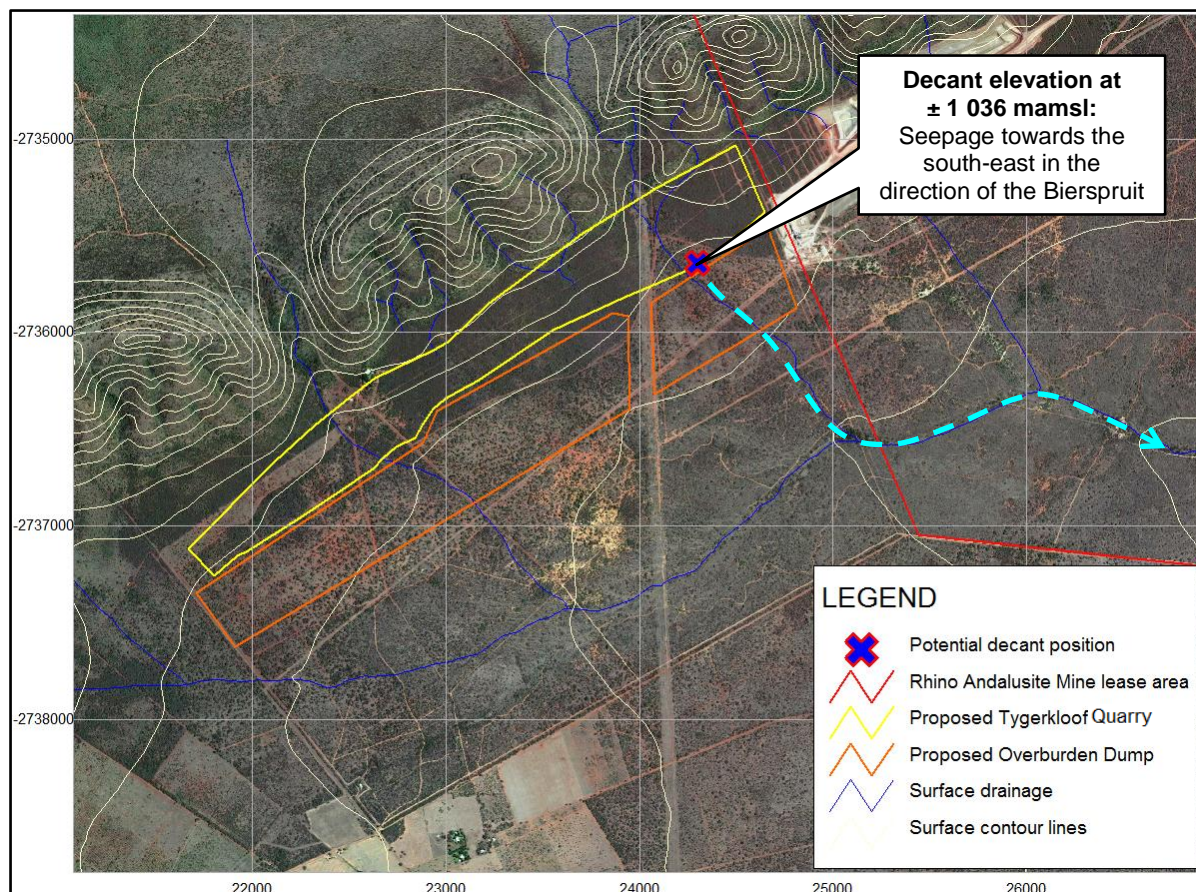 Decant elevation at
± 1 036 mamsl:
Seepage towards the
south-east in the
direction of the Bierspruit
-2735000
-2736000
-2737000
-2738000
LEGEND
Potential decant position
Rhino Andalusite Mine lease area
Proposed Tygerkloof Quarry
Proposed Overburden Dump
Surface drainage
Surface contour lines
22000
23000
24000
25000
26000